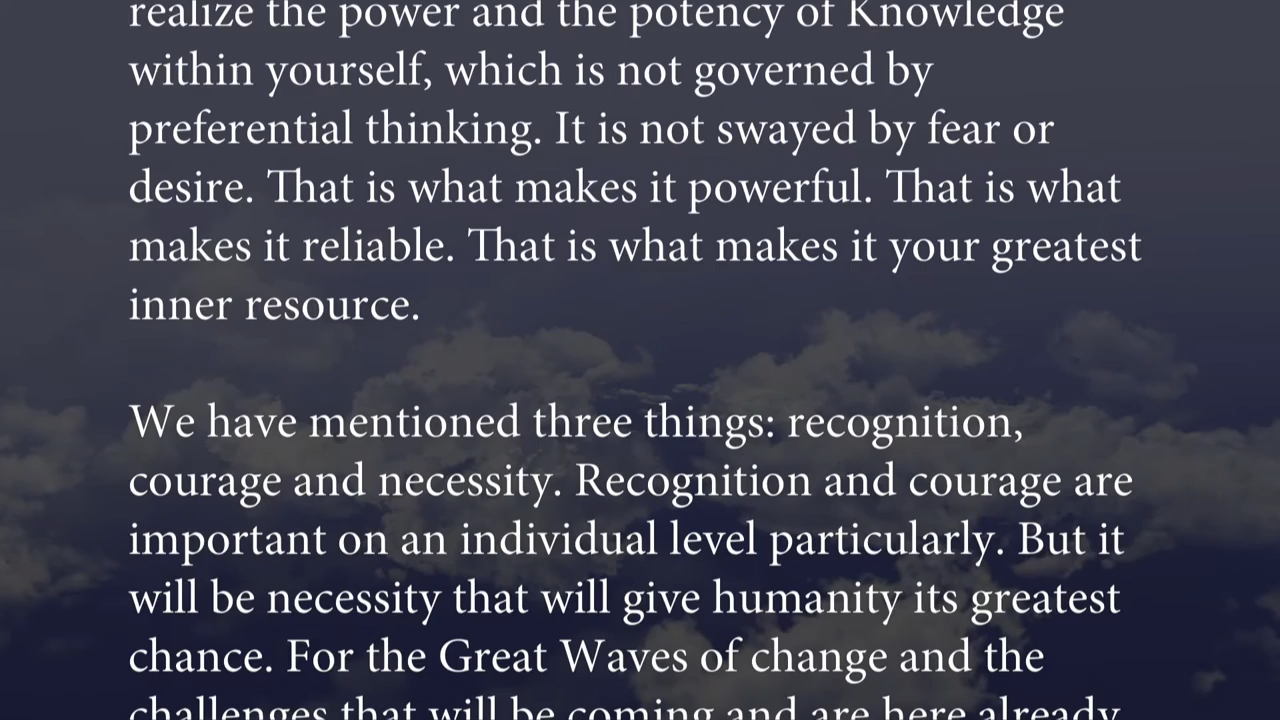 realize the power and the potency of Knowledge
within yourself, which is not governed by
preferential thinking. It is not swayed by fear or
desire. That is what makes it powerful. That is what
makes it reliable. That is what makes it your greatest
inner resource.
We have mentioned three things: recognition,
courage and necessity. Recognition and courage are
important on an individual level particularly. But it
will be necessity that will give humanity its greatest
chance. For the Great Waves of change and the
challenges that will be coming and are here already